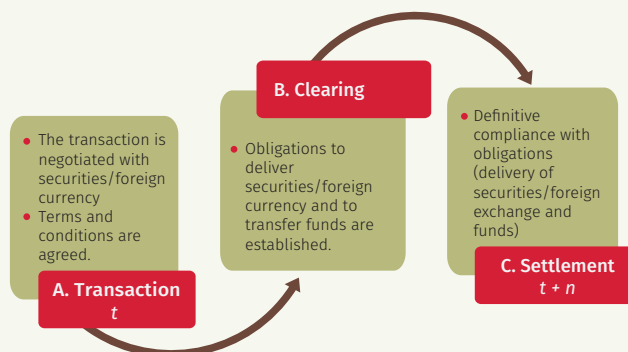 The transaction is
negotiated with
securities/foreign
currency
Terms and
conditions are
agreed.
A. Transaction
t
B. Clearing
Obligations to
deliver
securities/foreign
currency and to
transfer funds are
established.
Definitive
compliance with
obligations
(delivery of
securities/foreign
exchange and
funds)
C. Settlement
t + n